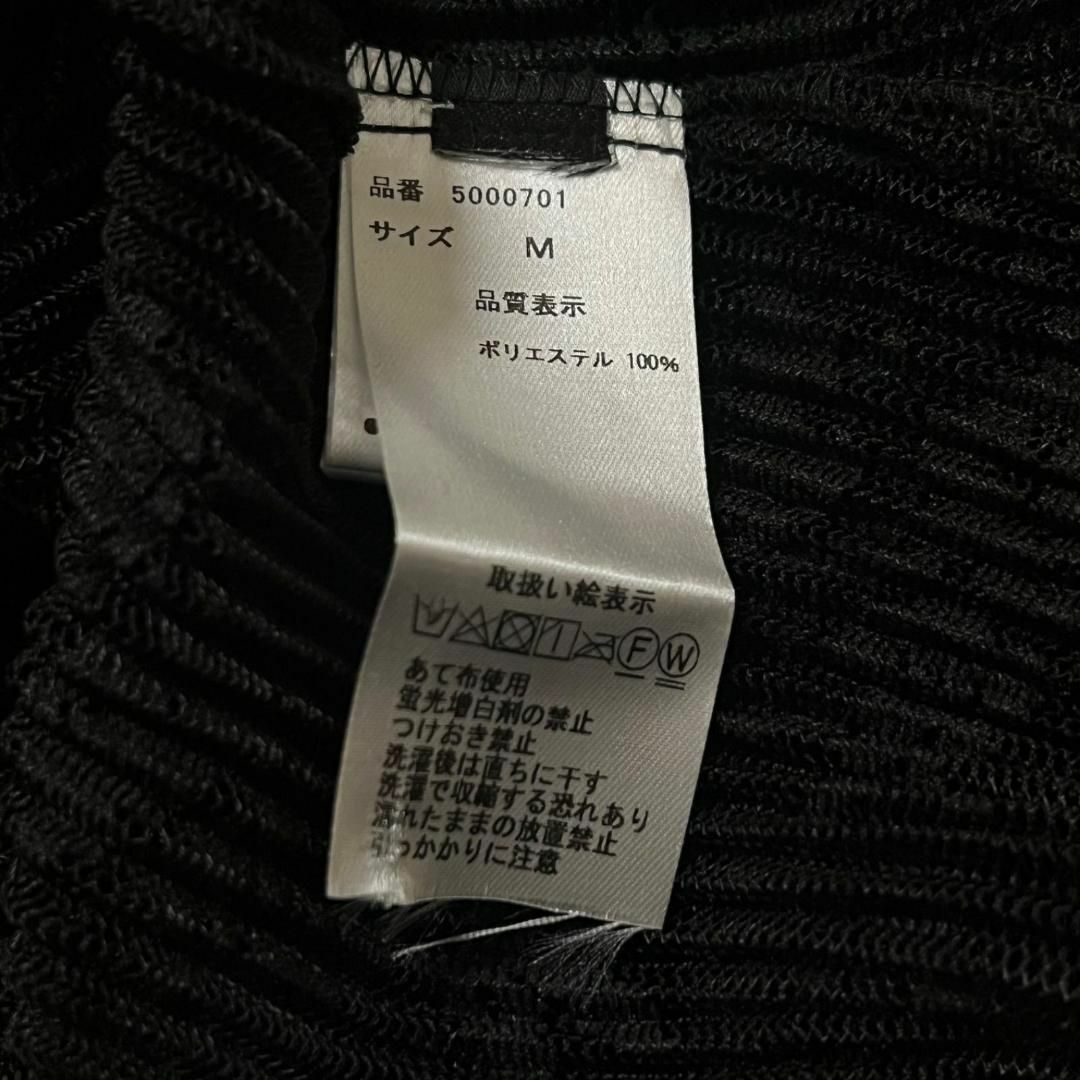 品番 5000701
サイズ M
品質表示
ポリエステル 100%
取扱い絵表示
F W
あて布使用
蛍光増白剤の禁止
つけおき禁止
洗濯後は直ちに干す
洗濯で収縮する恐れあり
濡れたままの放置禁止
引っかかりに注意